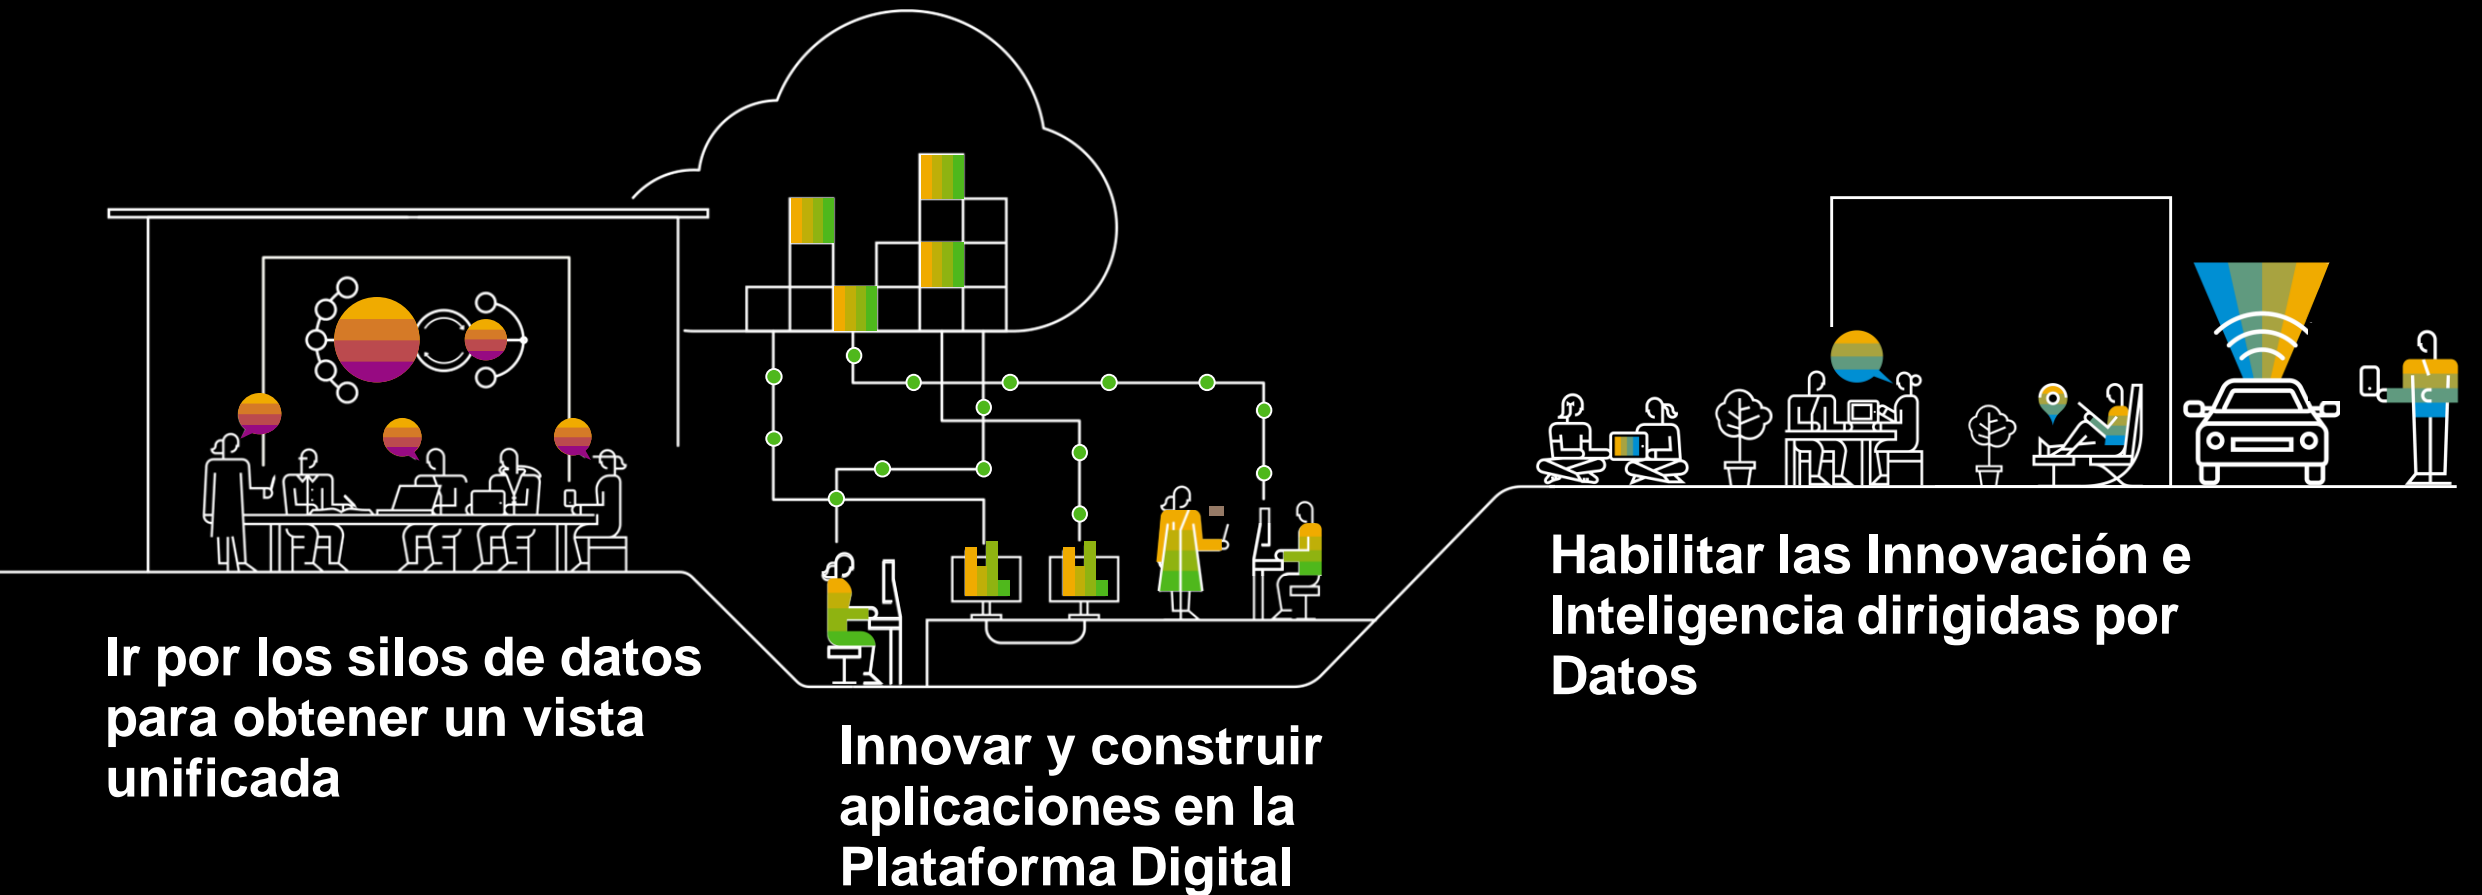 Ir por los silos de datos
para obtener un vista
unificada
Innovar y construir
aplicaciones en la
Plataforma Digital
Habilitar las Innovación e
Inteligencia dirigidas por
Datos